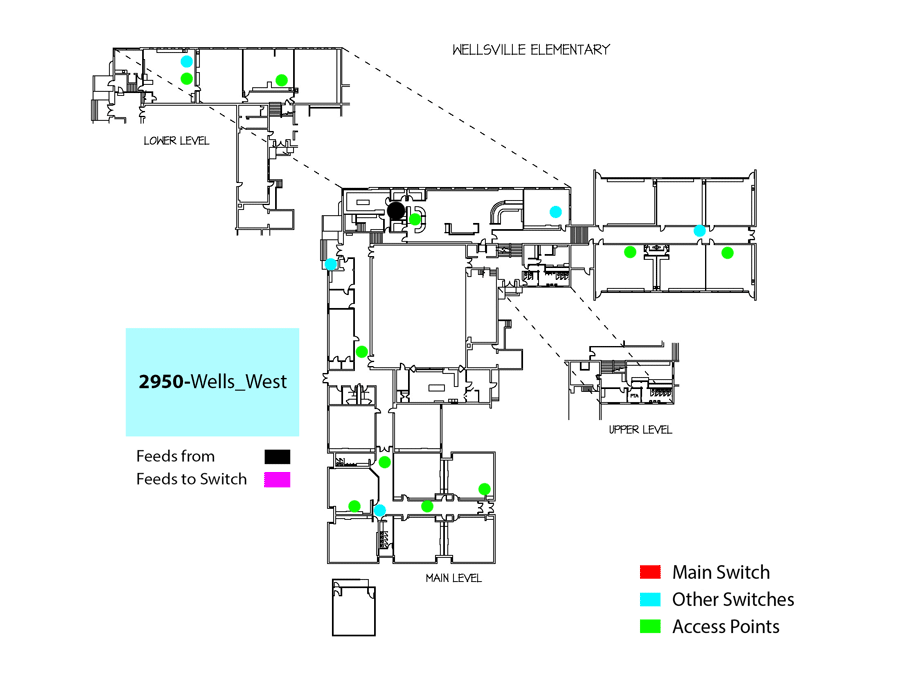 WELLSVILLE ELEMENTARY
LOWER LEVEL
2950-Wells_West
PTA
UPPER LEVEL
Feeds from
Feeds to Switch
MAIN LEVEL
Main Switch
Other Switches
Access Points